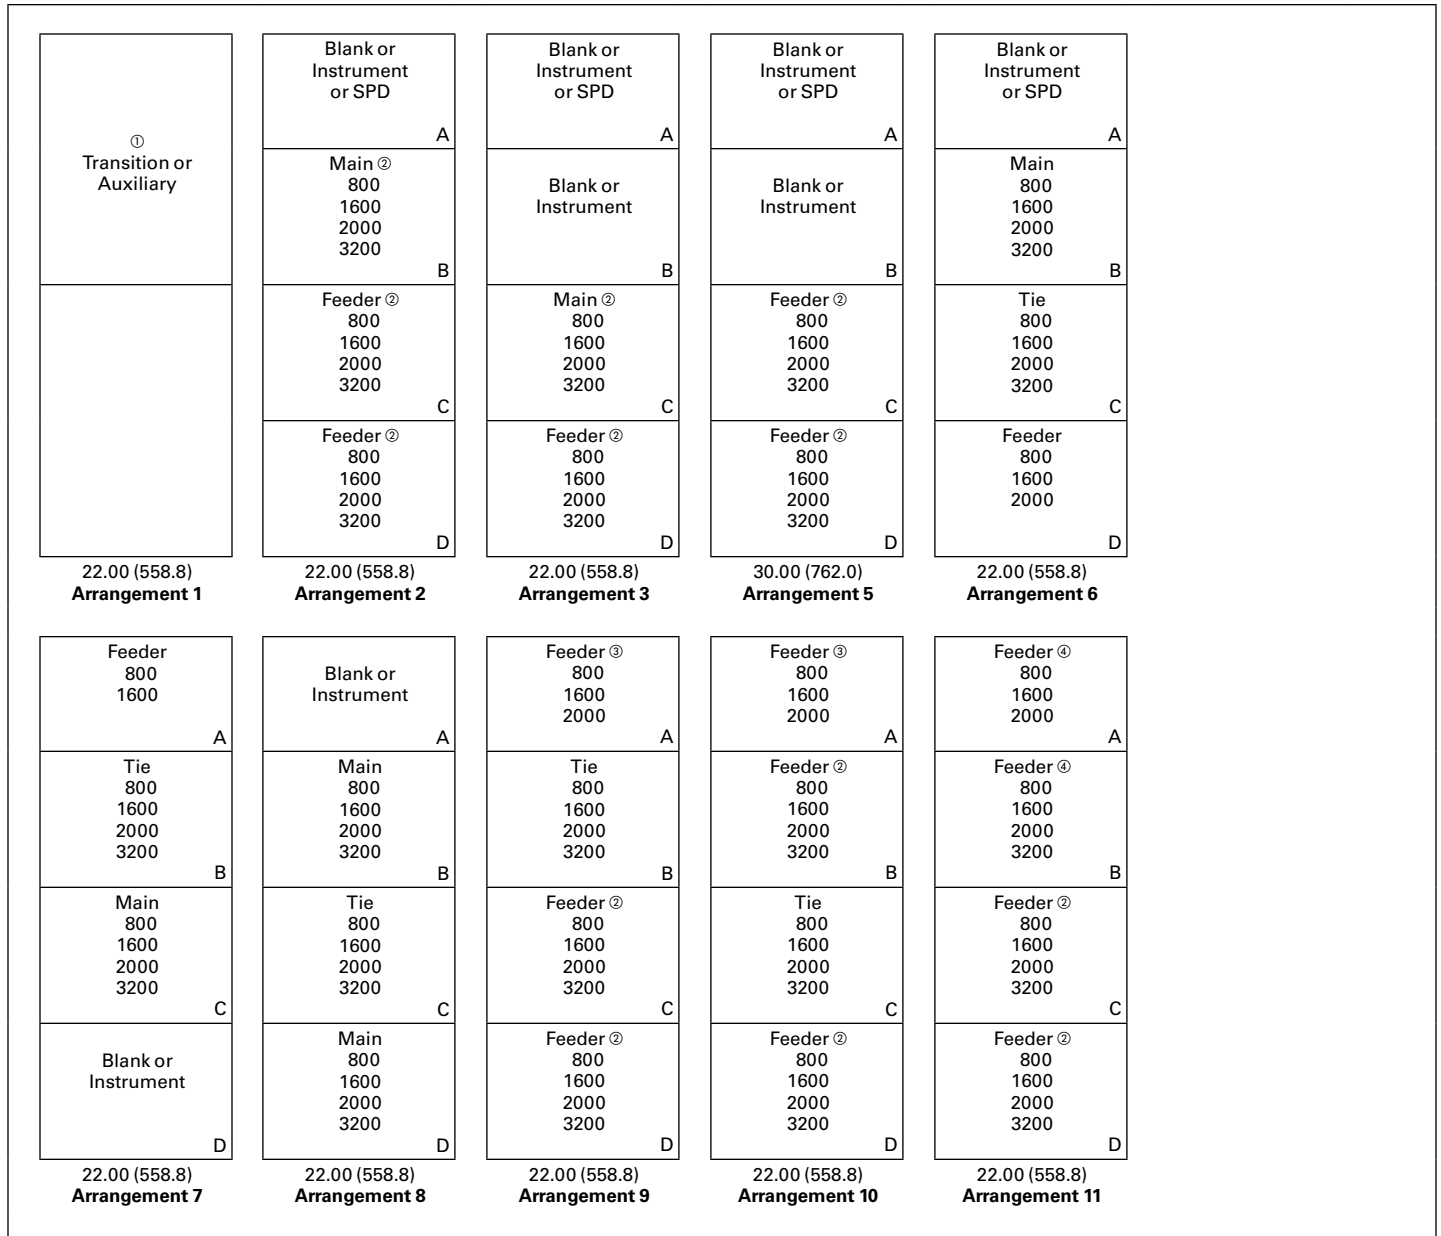 ①
Transition or
Auxiliary
22.00 (558.8)
Arrangement 1
Blank or
Instrument
or SPD
A
Main ②
800
1600
2000
3200
B
Feeder ②
800
1600
2000
3200
C
Feeder ②
800
1600
2000
3200
D
22.00 (558.8)
Arrangement 2
Blank or
Instrument
or SPD
A
Blank or
Instrument
B
Main ②
800
1600
2000
3200
C
Feeder ②
800
1600
2000
3200
D
22.00 (558.8)
Arrangement 3
Blank or
Instrument
or SPD
A
Blank or
Instrument
B
Feeder ②
800
1600
2000
3200
C
Feeder ②
800
1600
2000
3200
D
30.00 (762.0)
Arrangement 5
Blank or
Instrument
or SPD
A
Main
800
1600
2000
3200
B
Tie
800
1600
2000
3200
C
Feeder
800
1600
2000
D
22.00 (558.8)
Arrangement 6
Feeder
800
1600
A
Tie
800
1600
2000
3200
B
Main
800
1600
2000
3200
C
Blank or
Instrument
D
22.00 (558.8)
Arrangement 7
Blank or
Instrument
A
Main
800
1600
2000
3200
B
Tie
800
1600
2000
3200
C
Main
800
1600
2000
3200
D
22.00 (558.8)
Arrangement 8
Feeder ③
800
1600
2000
A
Tie
800
1600
2000
3200
B
Feeder ②
800
1600
2000
3200
C
Feeder ②
800
1600
2000
3200
D
22.00 (558.8)
Arrangement 9
Feeder ③
800
1600
2000
A
Feeder ②
800
1600
2000
3200
B
Tie
800
1600
2000
3200
C
Feeder ②
800
1600
2000
3200
D
22.00 (558.8)
Arrangement 10
Feeder ④
800
1600
2000
A
Feeder ④
800
1600
2000
3200
B
Feeder ②
800
1600
2000
3200
C
Feeder ②
800
1600
2000
3200
D
22.00 (558.8)
Arrangement 11